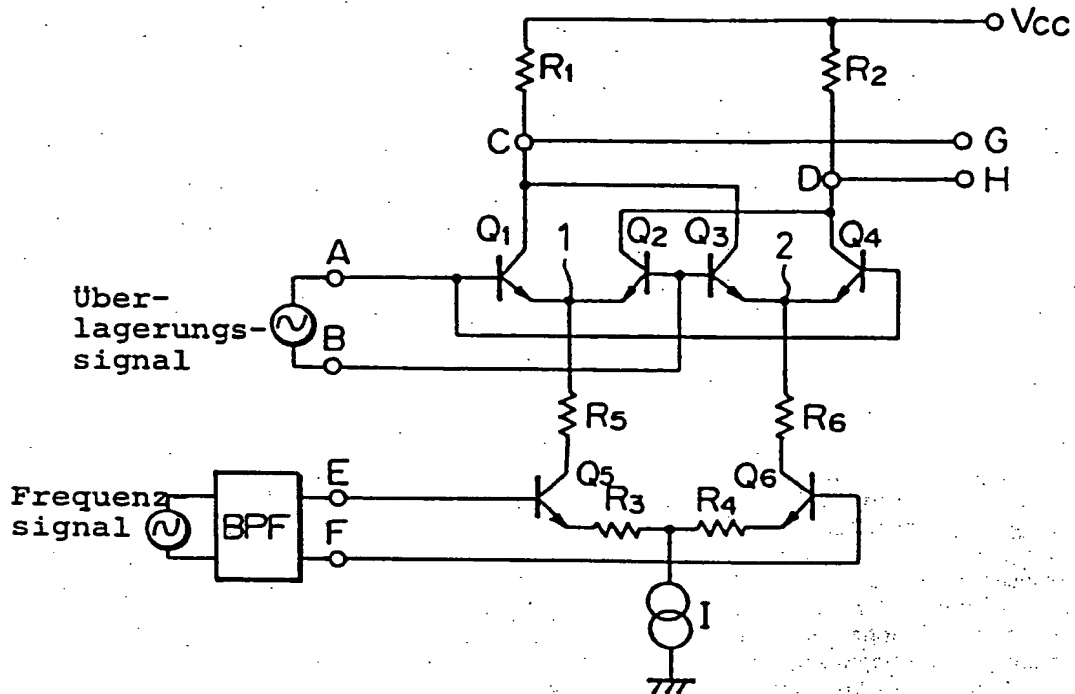 Vcc
R1
R2
C
G
D
H
Q1
1
Q2
Q3
2
Q4
A
Über-
lagerungs-
signal
B
R5
R6
E
Q5
Q6
Frequenz
signal
BPF
R3
R4
F
I